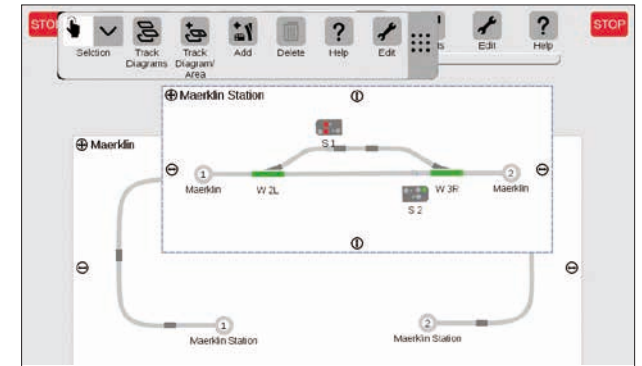 STOP
Selction
Track Diagrams
Track Diagram/ Area
Add
Delete
Help
Edit
Edit
Help
STOP
Maerklin Station
S 1
1
Maerklin
W 2L
W 3R
2
Maerklin
S 2
Maerklin
1
Maerklin Station
2
Maerklin Station